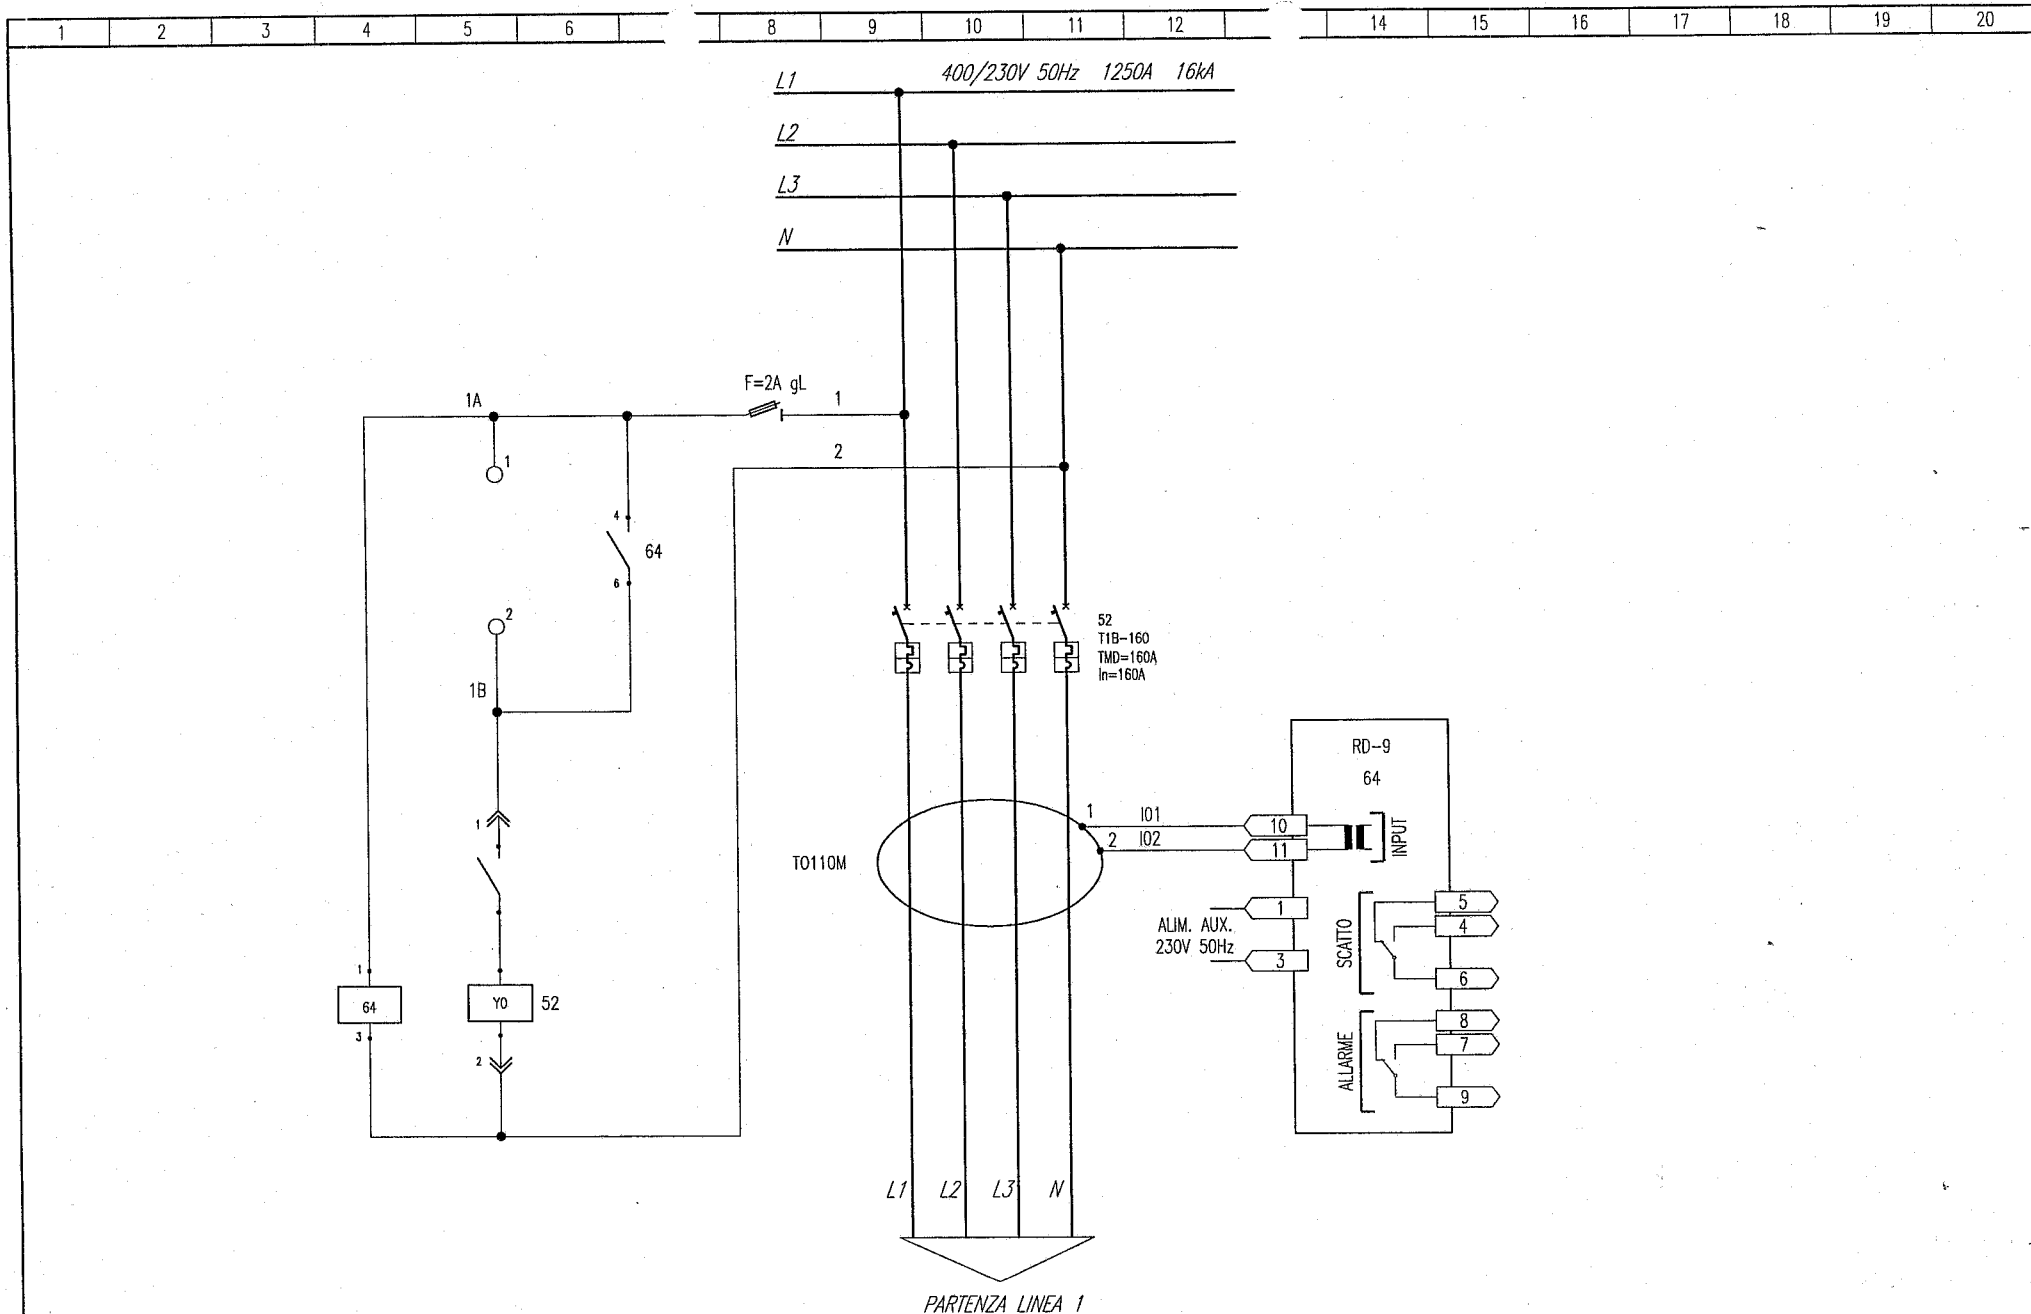 1 2 3 4 5 6 8 9 10 11 12 14 15 16 17 18 19 20
400/230V 50Hz 1250A 16kA
L1
L2
L3
N
F=2A gL
1A
1
2
1
4
64
6
2
52
T1B-160
TMD=160A
In=160A
1B
RD-9
64
1 I01 10
2 I02 11
INPUT
1
TO110M
5
1
ALIM. AUX.
4
SCATTO
230V 50Hz
3
6
1
64
Y0 52
3
2
8
7
ALLARME
9
L1 L2 L3 N
PARTENZA LINEA 1